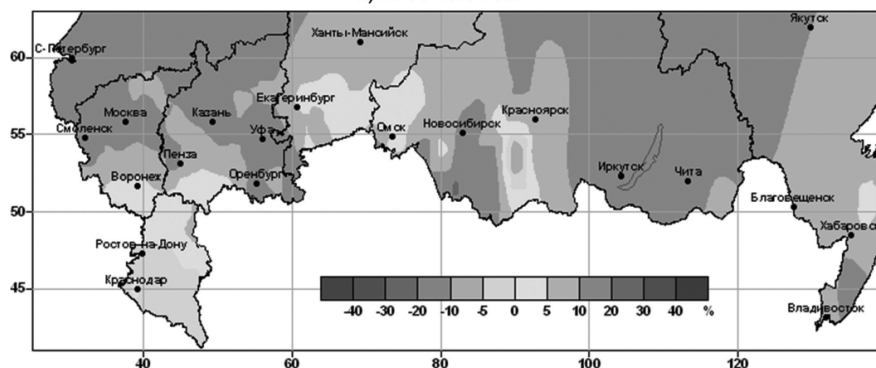 Якутск
60
Ханты-Мансийск
С-Петербург
Екатеринбург
Москва
Казань
Красноярск
55
Смоленск
Уфа
Омск
Новосибирск
Пенза
Воронеж
Оренбург
Иркутск
Чита
50
Благовещенск
Ростов-на-Дону
45
Краснодар
-40 -30 -20 -10 -5 0 5 10 20 30 40 %
Владивосток
40 60 80 100 120